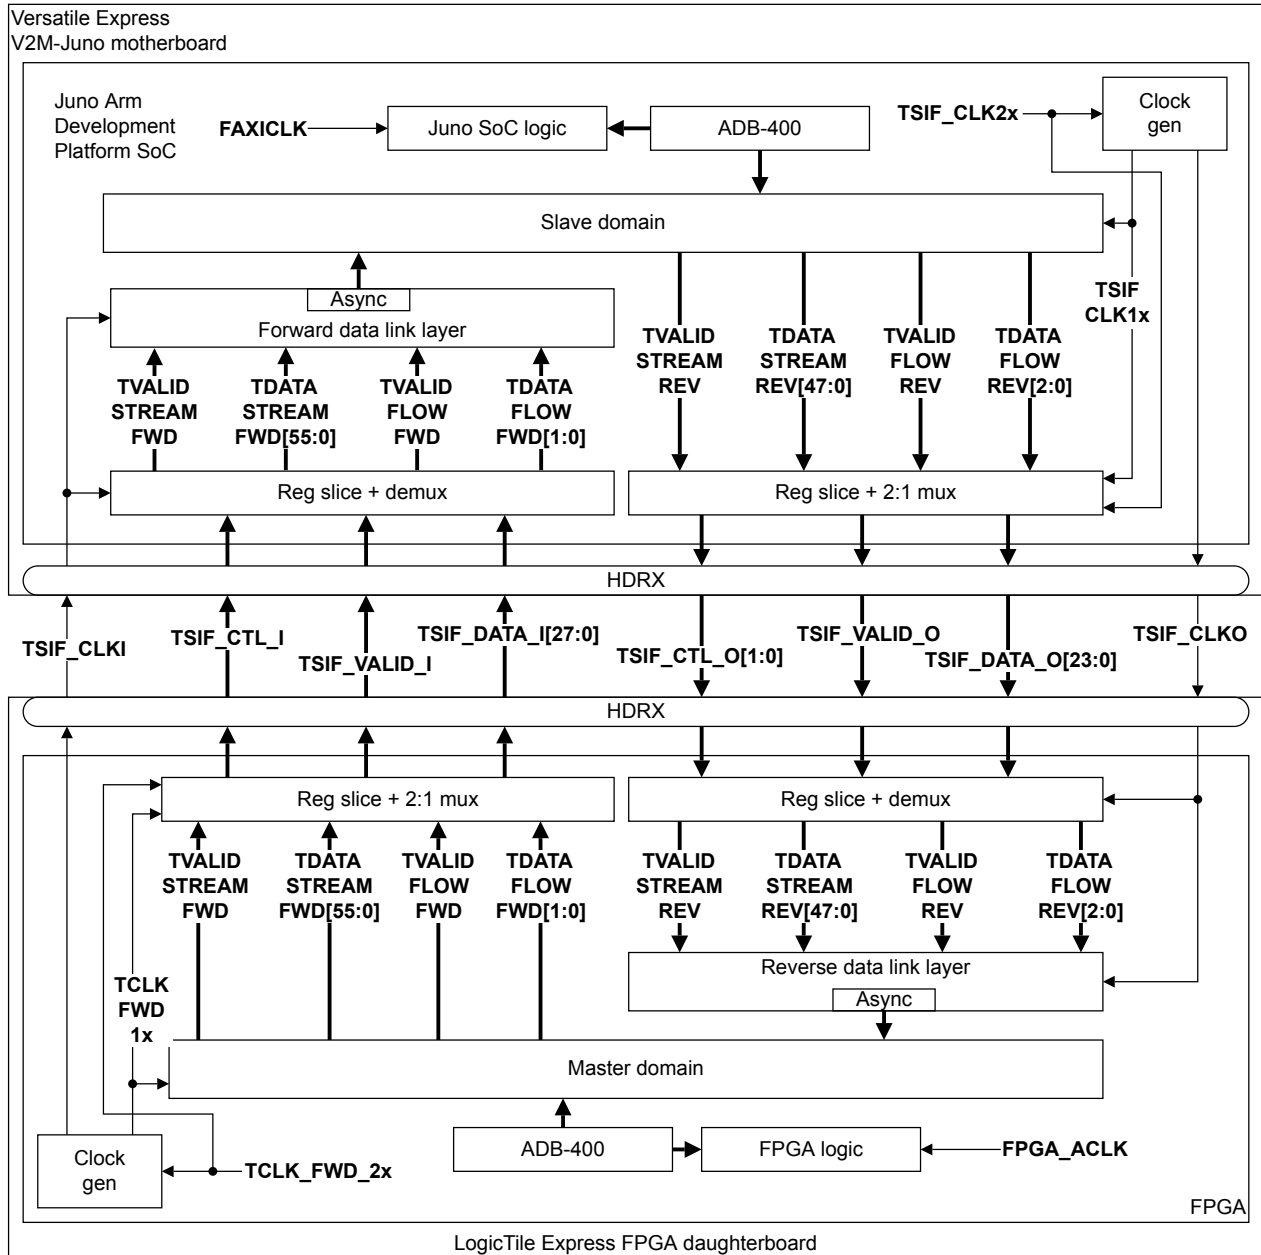 Versatile Express
V2M-Juno motherboard
Juno Arm
Development
Platform SoC
FAXICLK
Juno SoC logic
ADB-400
TSIF_CLK2x
Clock
gen
Slave domain
Async
Forward data link layer
TSIF
CLK1x
TVALID
STREAM
FWD
TDATA
STREAM
FWD[55:0]
TVALID
FLOW
FWD
TDATA
FLOW
FWD[1:0]
TVALID
STREAM
REV
TDATA
STREAM
REV[47:0]
TVALID
FLOW
REV
TDATA
FLOW
REV[2:0]
Reg slice + demux
Reg slice + 2:1 mux
HDRX
TSIF_CLKI
TSIF_CTL_I
TSIF_VALID_I
TSIF_DATA_I[27:0]
TSIF_CTL_O[1:0]
TSIF_VALID_O
TSIF_DATA_O[23:0]
TSIF_CLKO
HDRX
Reg slice + 2:1 mux
Reg slice + demux
TVALID
STREAM
FWD
TDATA
STREAM
FWD[55:0]
TVALID
FLOW
FWD
TDATA
FLOW
FWD[1:0]
TVALID
STREAM
REV
TDATA
STREAM
REV[47:0]
TVALID
FLOW
REV
TDATA
FLOW
REV[2:0]
TCLK
FWD
1x
Reverse data link layer
Async
Master domain
ADB-400
FPGA logic
FPGA_ACLK
Clock
gen
TCLK_FWD_2x
FPGA
LogicTile Express FPGA daughterboard